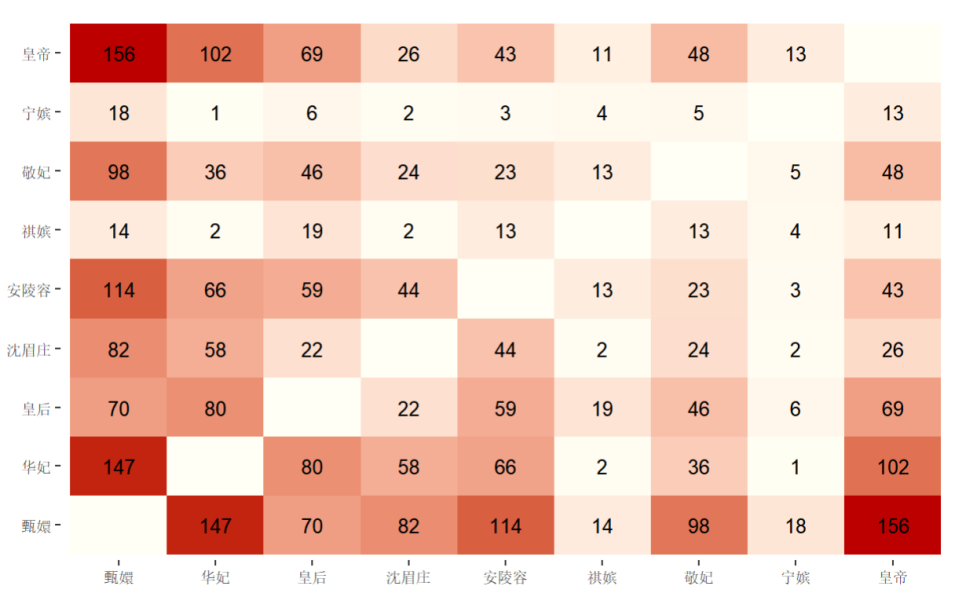 皇帝 156 102 69 26 43 11 48 13
宁嫔 18 1 6 2 3 4 5 13
敬妃 98 36 46 24 23 13 5 48
祺嫔 14 2 19 2 13 13 4 11
安陵容 114 66 59 44 13 23 3 43
沈眉庄 82 58 22 44 2 24 2 26
皇后 70 80 22 59 19 46 6 69
华妃 147 80 58 66 2 36 1 102
甄嬛 147 70 82 114 14 98 18 156
甄嬛 华妃 皇后 沈眉庄 安陵容 祺嫔 敬妃 宁嫔 皇帝